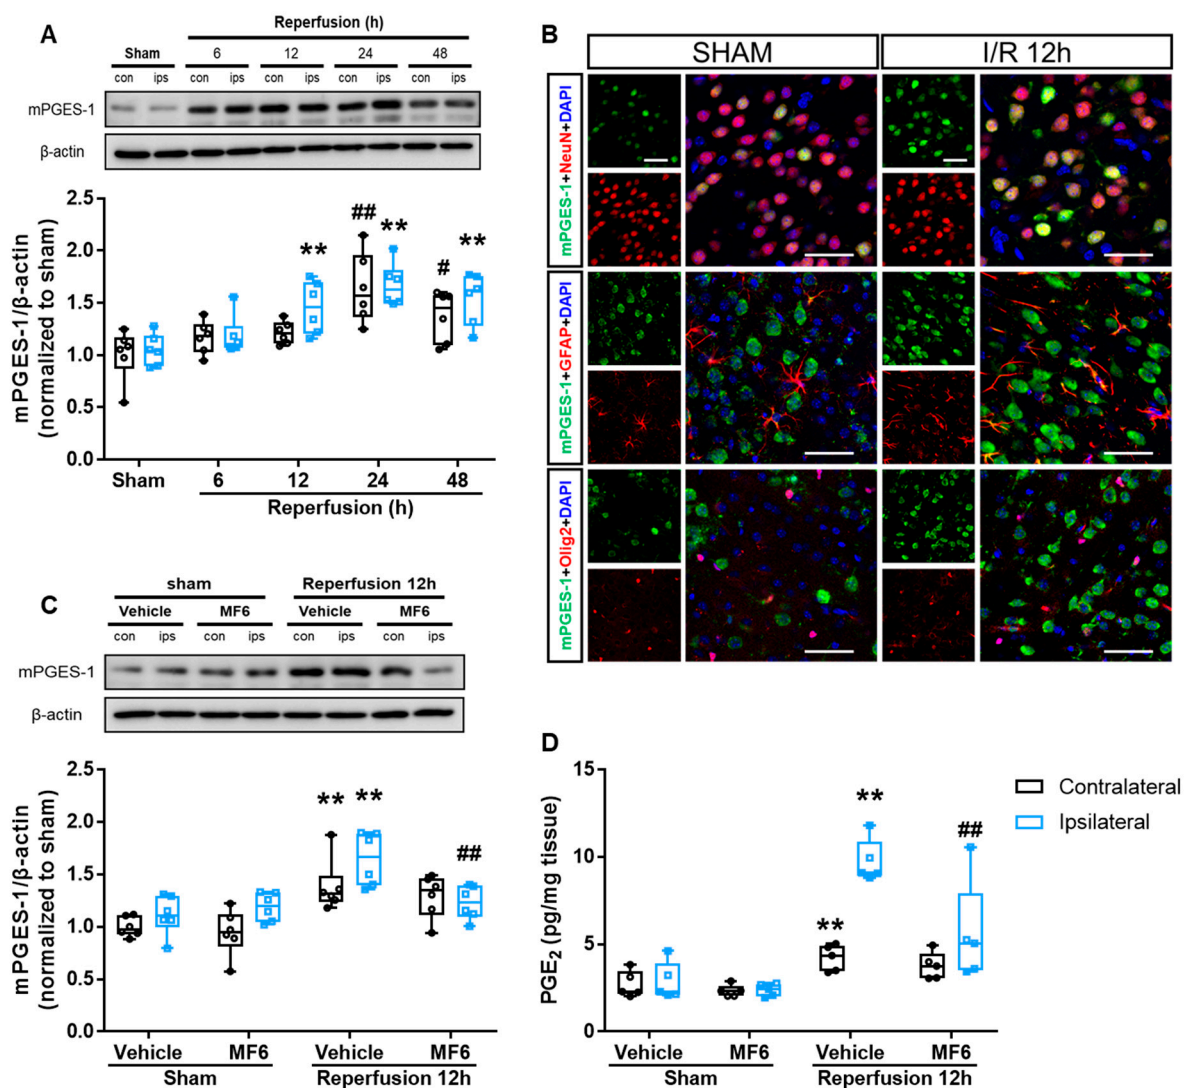 A
Reperfusion (h)
Sham 6 12 24 48
con ips con ips con ips con ips con ips
mPGES-1
β-actin
mPGES-1/β-actin
(normalized to sham)
2.5
2.0
1.5
1.0
0.5
0.0
** ## ** # **
Sham 6 12 24 48
Reperfusion (h)
B
SHAM I/R 12h
mPGES-1+NeuN+DAPI
mPGES-1+GFAP+DAPI
mPGES-1+Olig2+DAPI
C
sham Reperfusion 12h
Vehicle MF6 Vehicle MF6
con ips con ips con ips con ips
mPGES-1
β-actin
mPGES-1/β-actin
(normalized to sham)
2.5
2.0
1.5
1.0
0.5
0.0
** ** ##
Vehicle MF6 Vehicle MF6
Sham Reperfusion 12h
D
PGE₂ (pg/mg tissue)
15
10
5
0
** ** ##
Vehicle MF6 Vehicle MF6
Sham Reperfusion 12h
Contralateral
Ipsilateral